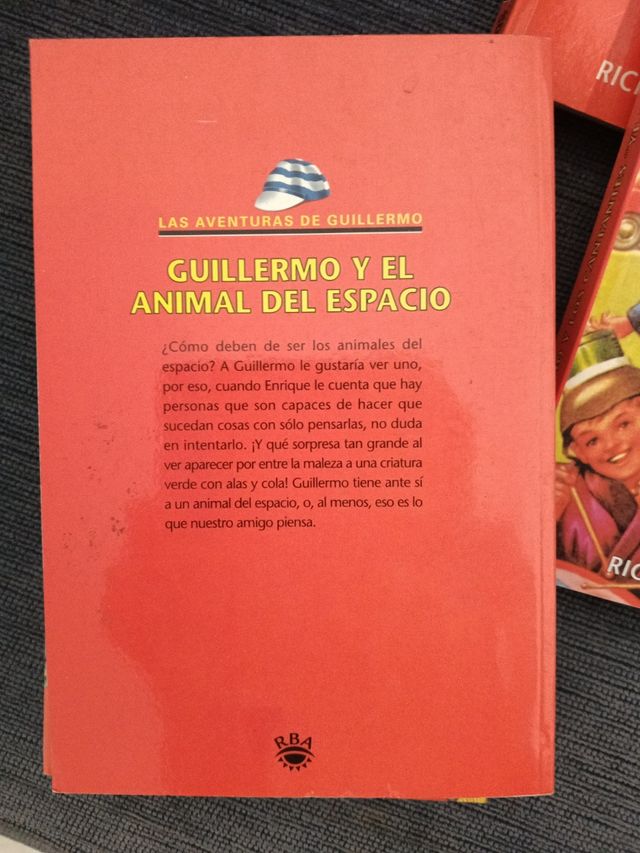 LAS AVENTURAS DE GUILLERMO
GUILLERMO Y EL
ANIMAL DEL ESPACIO
¿Cómo deben de ser los animales del
espacio? A Guillermo le gustaría ver uno,
por eso, cuando Enrique le cuenta que hay
personas que son capaces de hacer que
sucedan cosas con sólo pensarlas, no duda
en intentarlo. ¡Y qué sorpresa tan grande al
ver aparecer por entre la maleza a una criatura
verde con alas y cola! Guillermo tiene ante sí
a un animal del espacio, o, al menos, eso es lo
que nuestro amigo piensa.
RBA
RIC
Y LOS CANTANTES
RIC